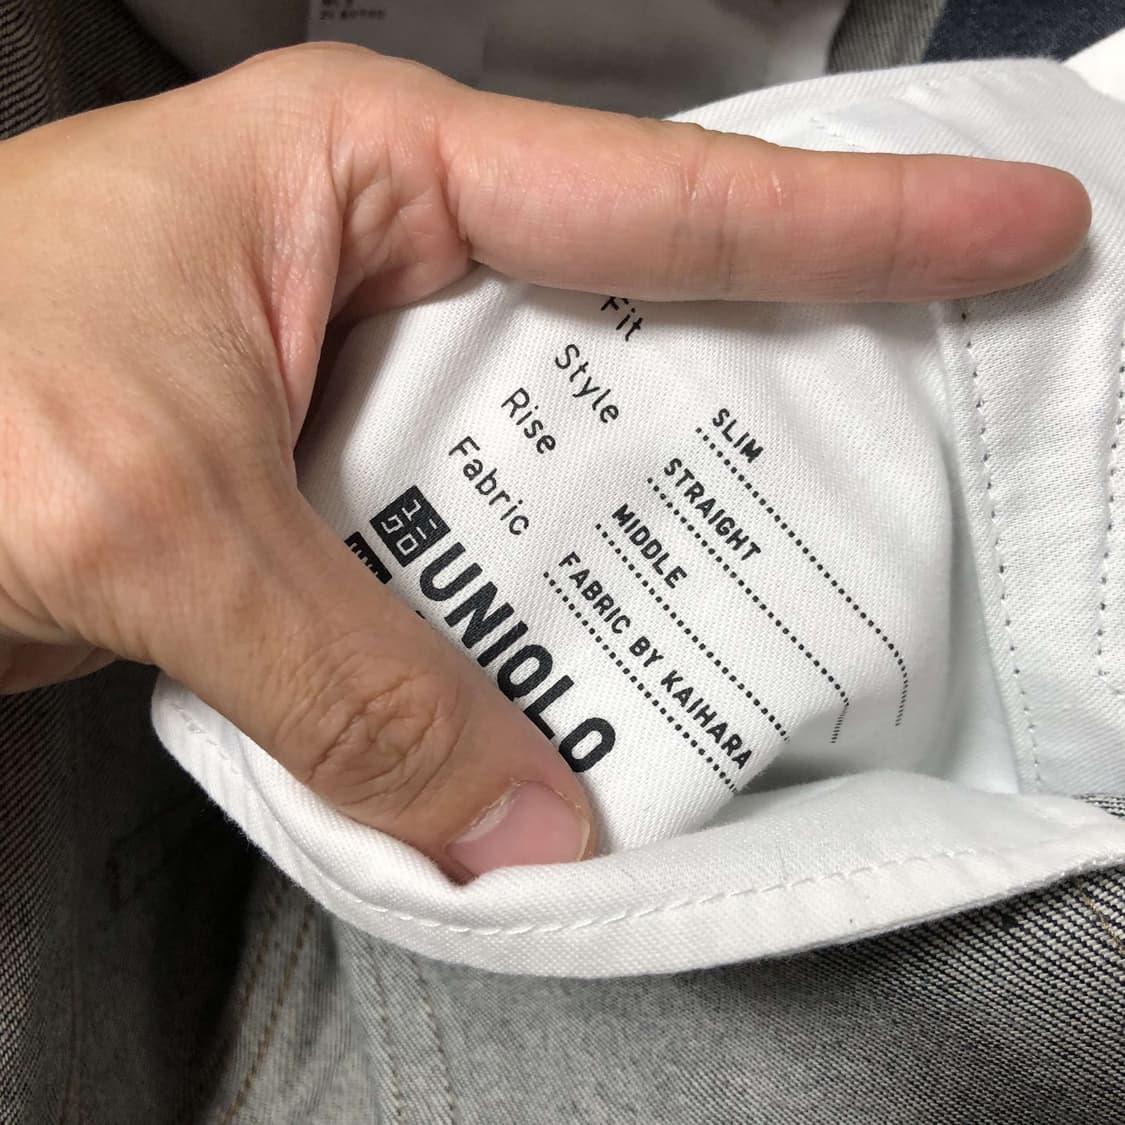 Fit SLIM
Style STRAIGHT
Rise MIDDLE
Fabric FABRIC BY KAIHARA
UNIQLO